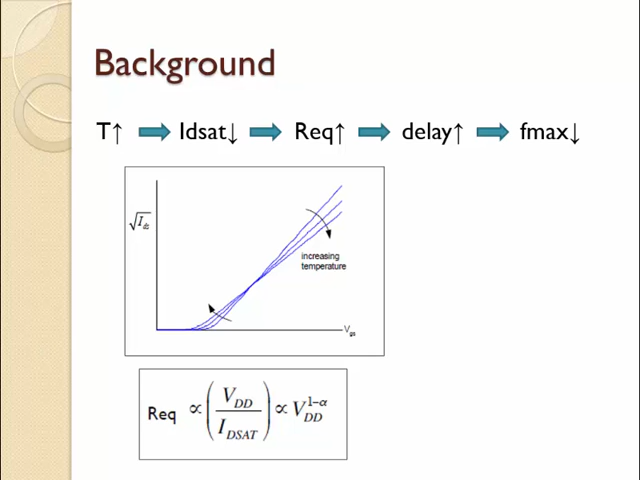 Background
T↑ Idsat↓ Req↑ delay↑ fmax↓
√I_ds
increasing
temperature
V_gs
Req ∝ (V_DD / I_DSAT) ∝ V_DD^{1−α}